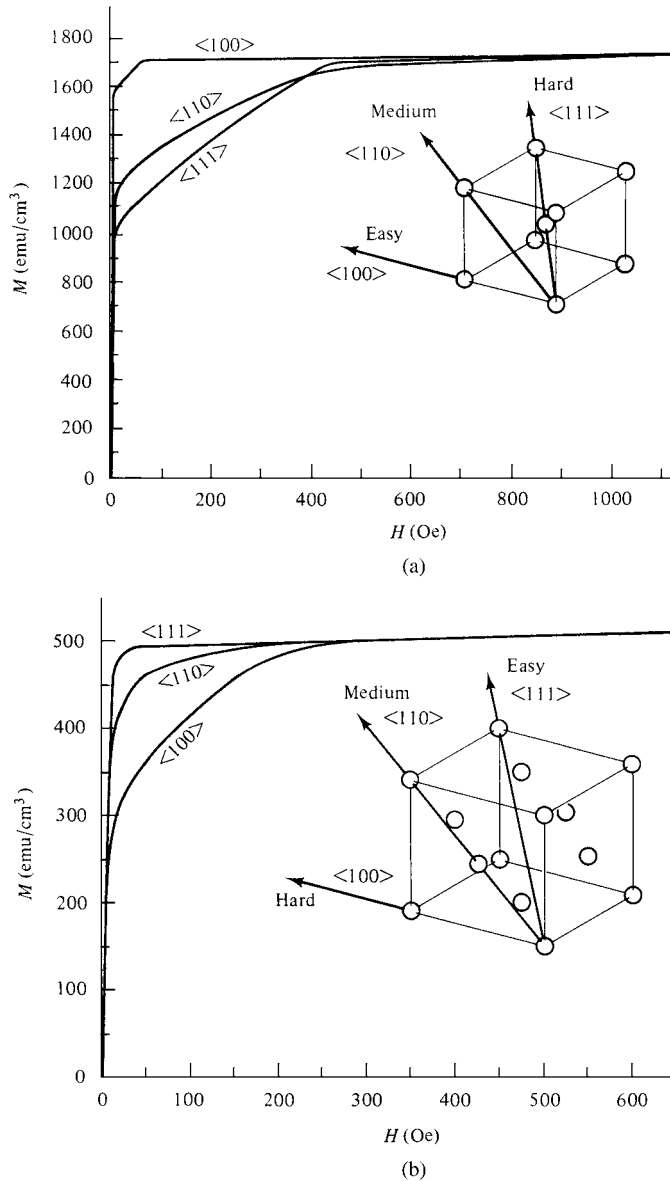 (a)
1800
1600
1400
1200
1000
800
600
400
200
0
M (emu/cm³)
<100>
<110>
<111>
Hard
<111>
Medium
<110>
Easy
<100>
0 200 400 600 800 1000
H (Oe)
(a)
500
400
300
200
100
0
M (emu/cm³)
<111>
<110>
<100>
Easy
<111>
Medium
<110>
<100>
Hard
0 100 200 300 400 500 600
H (Oe)
(b)